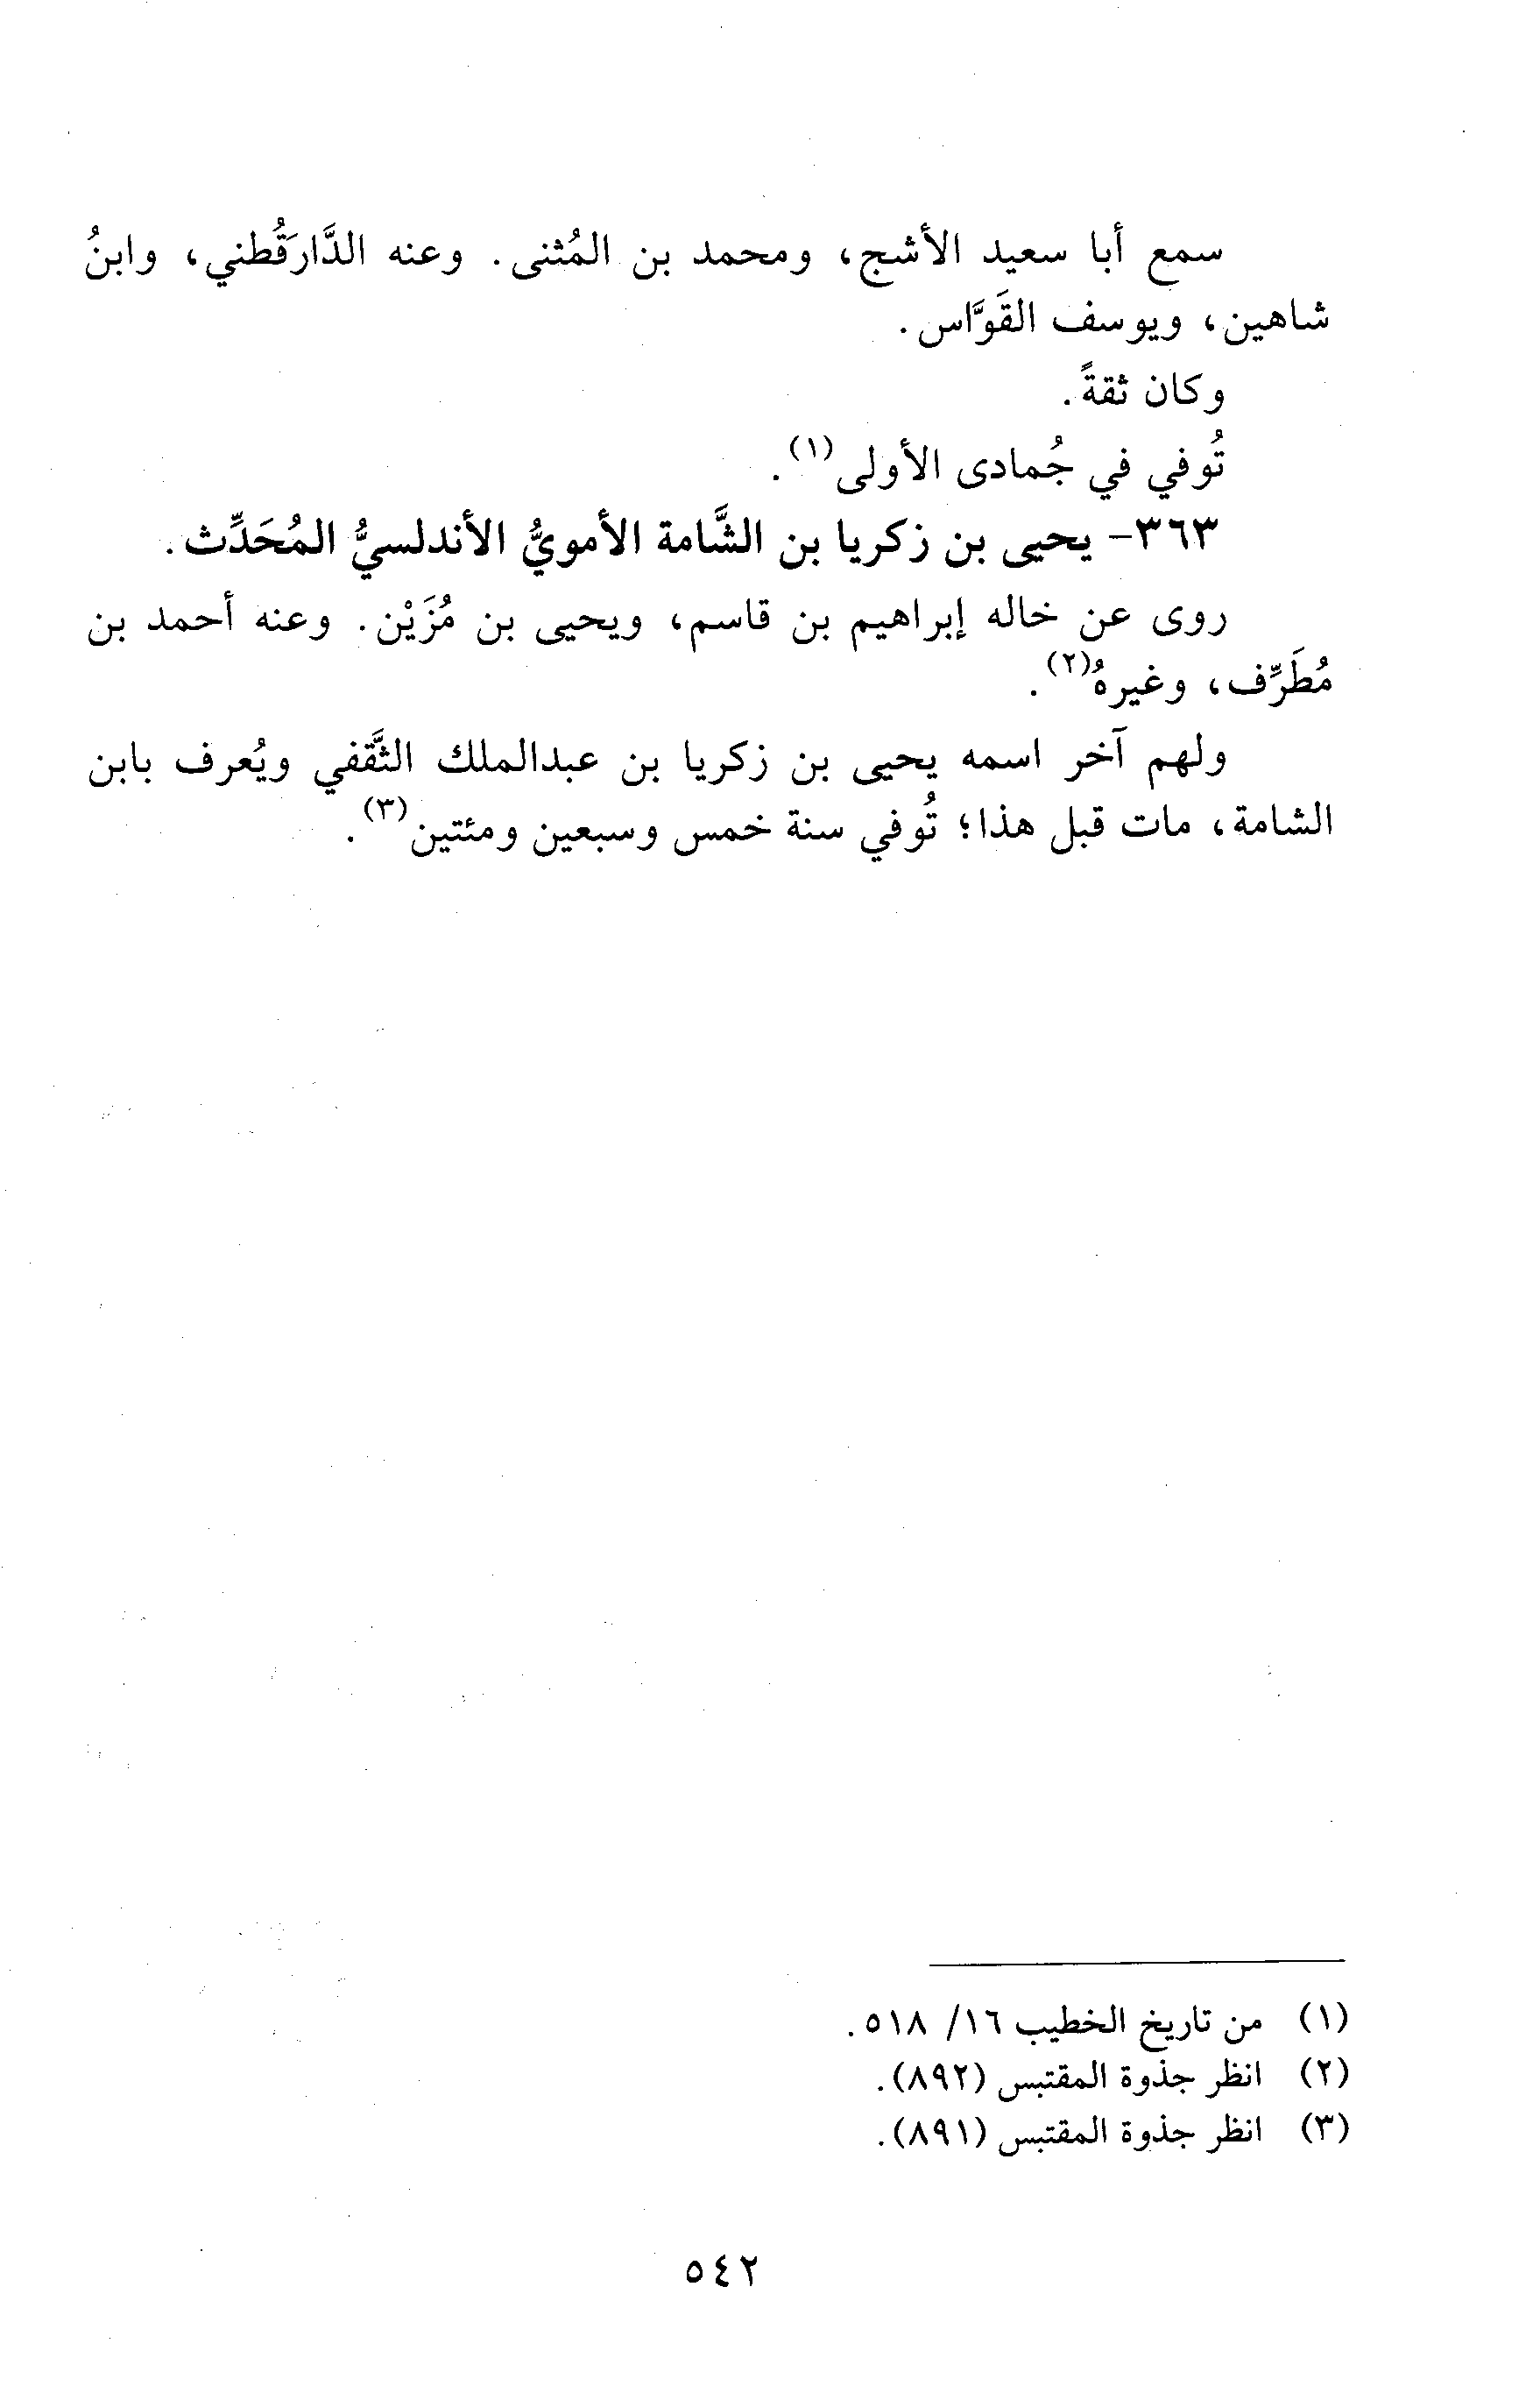 سمع أبا سعيد الأشج، ومحمد بن المُثنى. وعنه الدَّارَقُطني، وابنُ
شاهين، ويوسف القَوَّاس.
وكان ثقةً.
تُوفي في جُمادى الأولى(١).
٣٦٣- يحيى بن زكريا بن الشَّامة الأمويُّ الأندلسيُّ المُحَدِّث.
روى عن خاله إبراهيم بن قاسم، ويحيى بن مُزَيْن. وعنه أحمد بن
مُطَرِّف، وغيرهُ(٢).
ولهم آخر اسمه يحيى بن زكريا بن عبدالملك الثَّقفي ويُعرف بابن
الشامة، مات قبل هذا؛ تُوفي سنة خمس وسبعين ومئتين(٣).
(١) من تاريخ الخطيب ١٦/ ٥١٨.
(٢) انظر جذوة المقتبس (٨٩٢).
(٣) انظر جذوة المقتبس (٨٩١).
٥٤٢